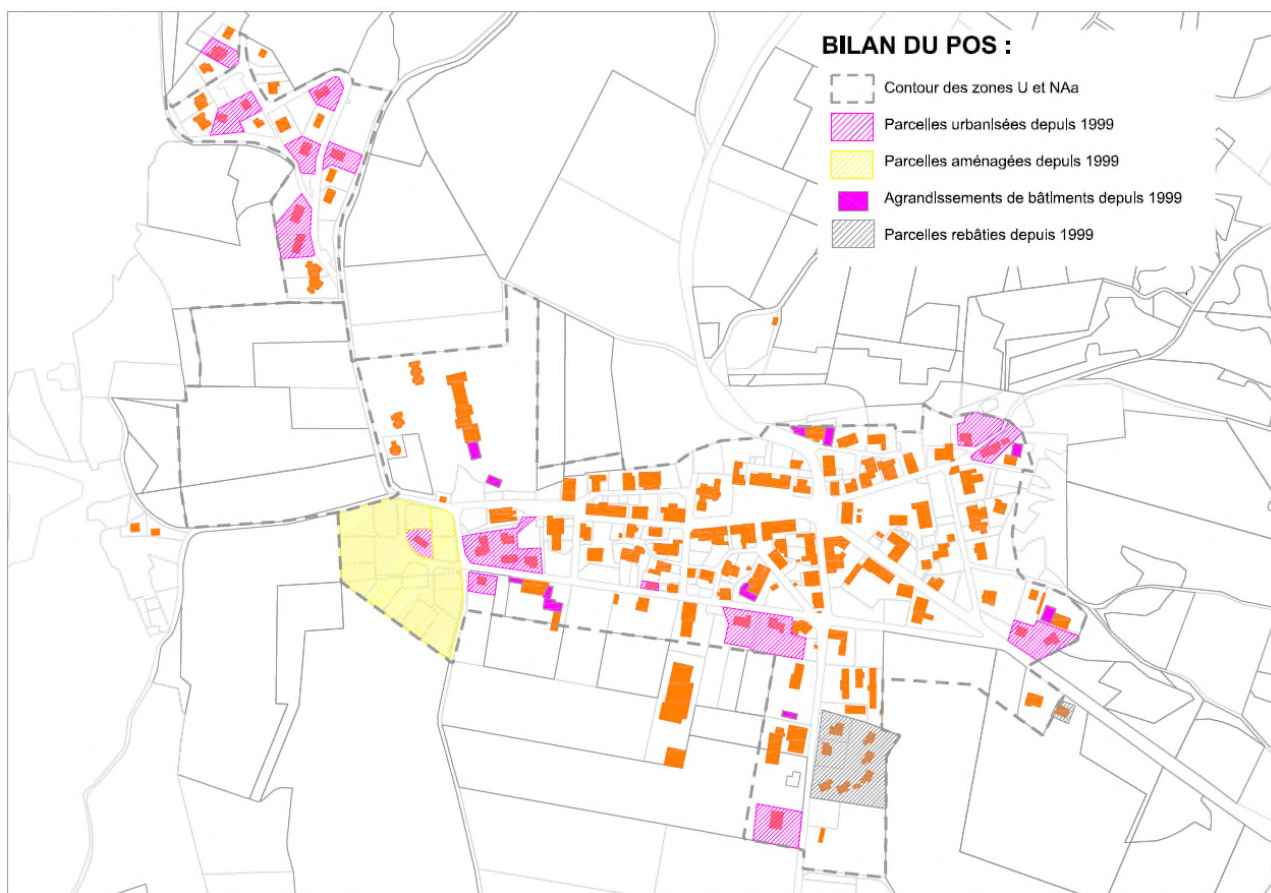 BILAN DU POS :
Contour des zones U et NAa
Parcelles urbanisées depuis 1999
Parcelles aménagées depuis 1999
Agrandissements de bâtiments depuis 1999
Parcelles rebâties depuis 1999